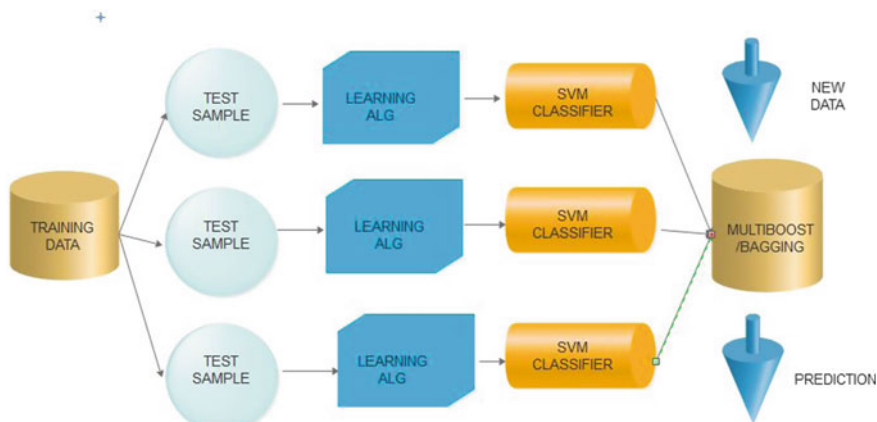 TEST
SAMPLE
LEARNING
ALG
SVM
CLASSIFIER
NEW
DATA
TRAINING
DATA
TEST
SAMPLE
LEARNING
ALG
SVM
CLASSIFIER
MULTIBOOST
/BAGGING
TEST
SAMPLE
LEARNING
ALG
SVM
CLASSIFIER
PREDICTION